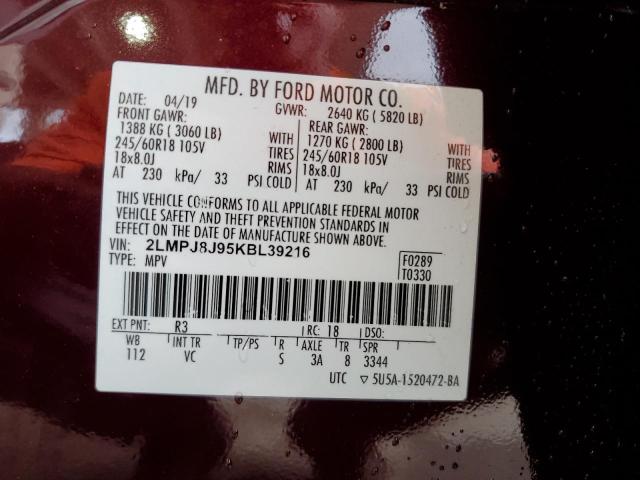 MFD. BY FORD MOTOR CO.
DATE: 04/19 GVWR: 2640 KG ( 5820 LB)
FRONT GAWR: REAR GAWR:
1388 KG ( 3060 LB) WITH 1270 KG ( 2800 LB) WITH
245/60R18 105V TIRES 245/60R18 105V TIRES
18x8.0J RIMS 18x8.0J RIMS
AT 230 kPa/ 33 PSI COLD AT 230 kPa/ 33 PSI COLD
THIS VEHICLE CONFORMS TO ALL APPLICABLE FEDERAL MOTOR
VEHICLE SAFETY AND THEFT PREVENTION STANDARDS IN
EFFECT ON THE DATE OF MANUFACTURE SHOWN ABOVE.
VIN: 2LMPJ8J95KBL39216 F0289
TYPE: MPV T0330
EXT PNT: R3 RC: 18 DSO:
WB INT TR TP/PS R AXLE TR SPR
112 VC S 3A 8 3344
UTC ▽ 5U5A-1520472-BA